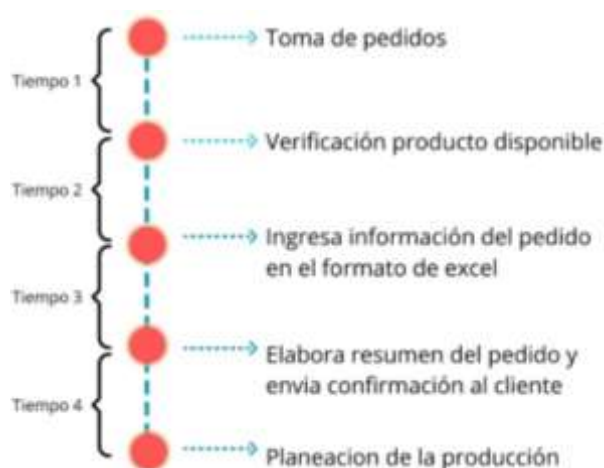 Toma de pedidos
Tiempo 1
Verificación producto disponible
Tiempo 2
Ingresa información del pedido
en el formato de excel
Tiempo 3
Elabora resumen del pedido y
envia confirmación al cliente
Tiempo 4
Planeacion de la producción